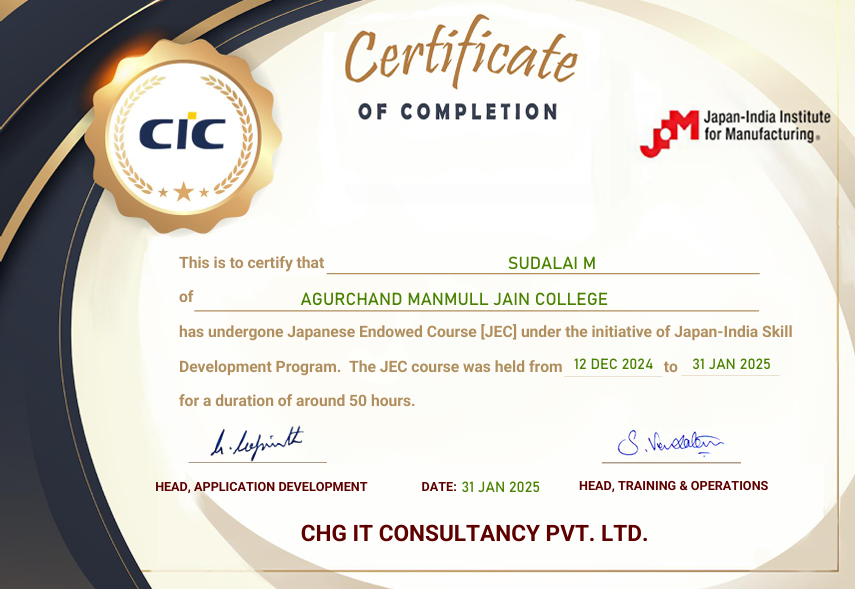 Certificate
OF COMPLETION
CIC
JIM Japan-India Institute
for Manufacturing®
This is to certify that SUDALAI M
of AGURCHAND MANMULL JAIN COLLEGE
has undergone Japanese Endowed Course [JEC] under the initiative of Japan-India Skill
Development Program. The JEC course was held from 12 DEC 2024 to 31 JAN 2025
for a duration of around 50 hours.
HEAD, APPLICATION DEVELOPMENT DATE: 31 JAN 2025 HEAD, TRAINING & OPERATIONS
CHG IT CONSULTANCY PVT. LTD.